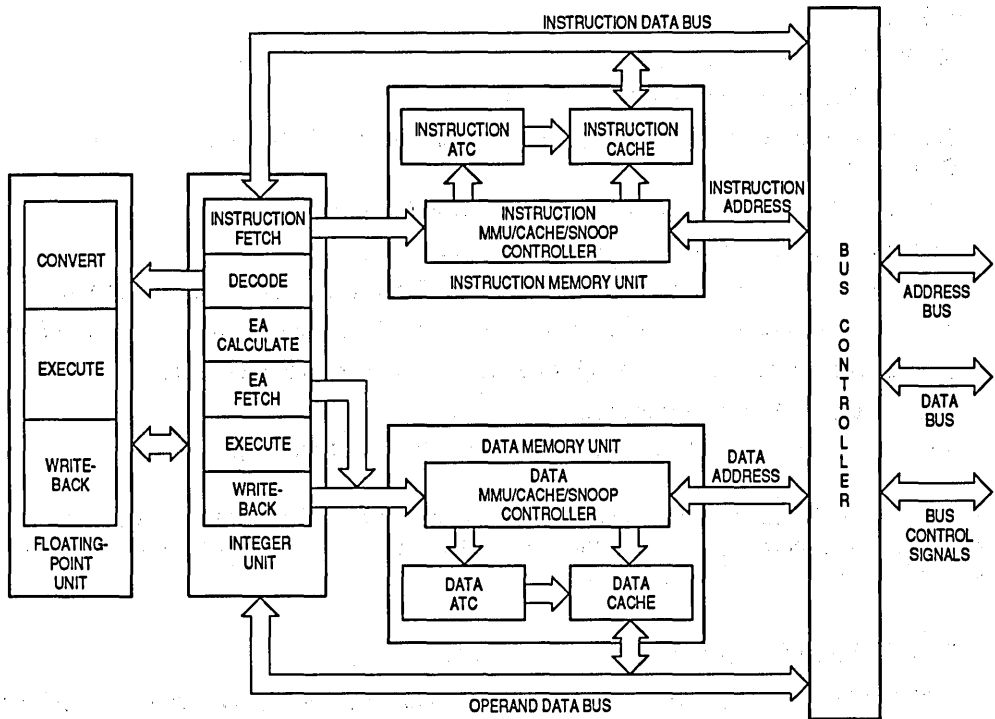 INSTRUCTION DATA BUS
INSTRUCTION
ATC
INSTRUCTION
CACHE
INSTRUCTION
MMU/CACHE/SNOOP
CONTROLLER
INSTRUCTION MEMORY UNIT
INSTRUCTION
ADDRESS
CONVERT
EXECUTE
WRITE-
BACK
FLOATING-
POINT
UNIT
INSTRUCTION
FETCH
DECODE
EA
CALCULATE
EA
FETCH
EXECUTE
WRITE-
BACK
INTEGER
UNIT
DATA MEMORY UNIT
DATA
MMU/CACHE/SNOOP
CONTROLLER
DATA
ATC
DATA
CACHE
DATA
ADDRESS
OPERAND DATA BUS
BUS CONTROLLER
ADDRESS
BUS
DATA
BUS
BUS
CONTROL
SIGNALS